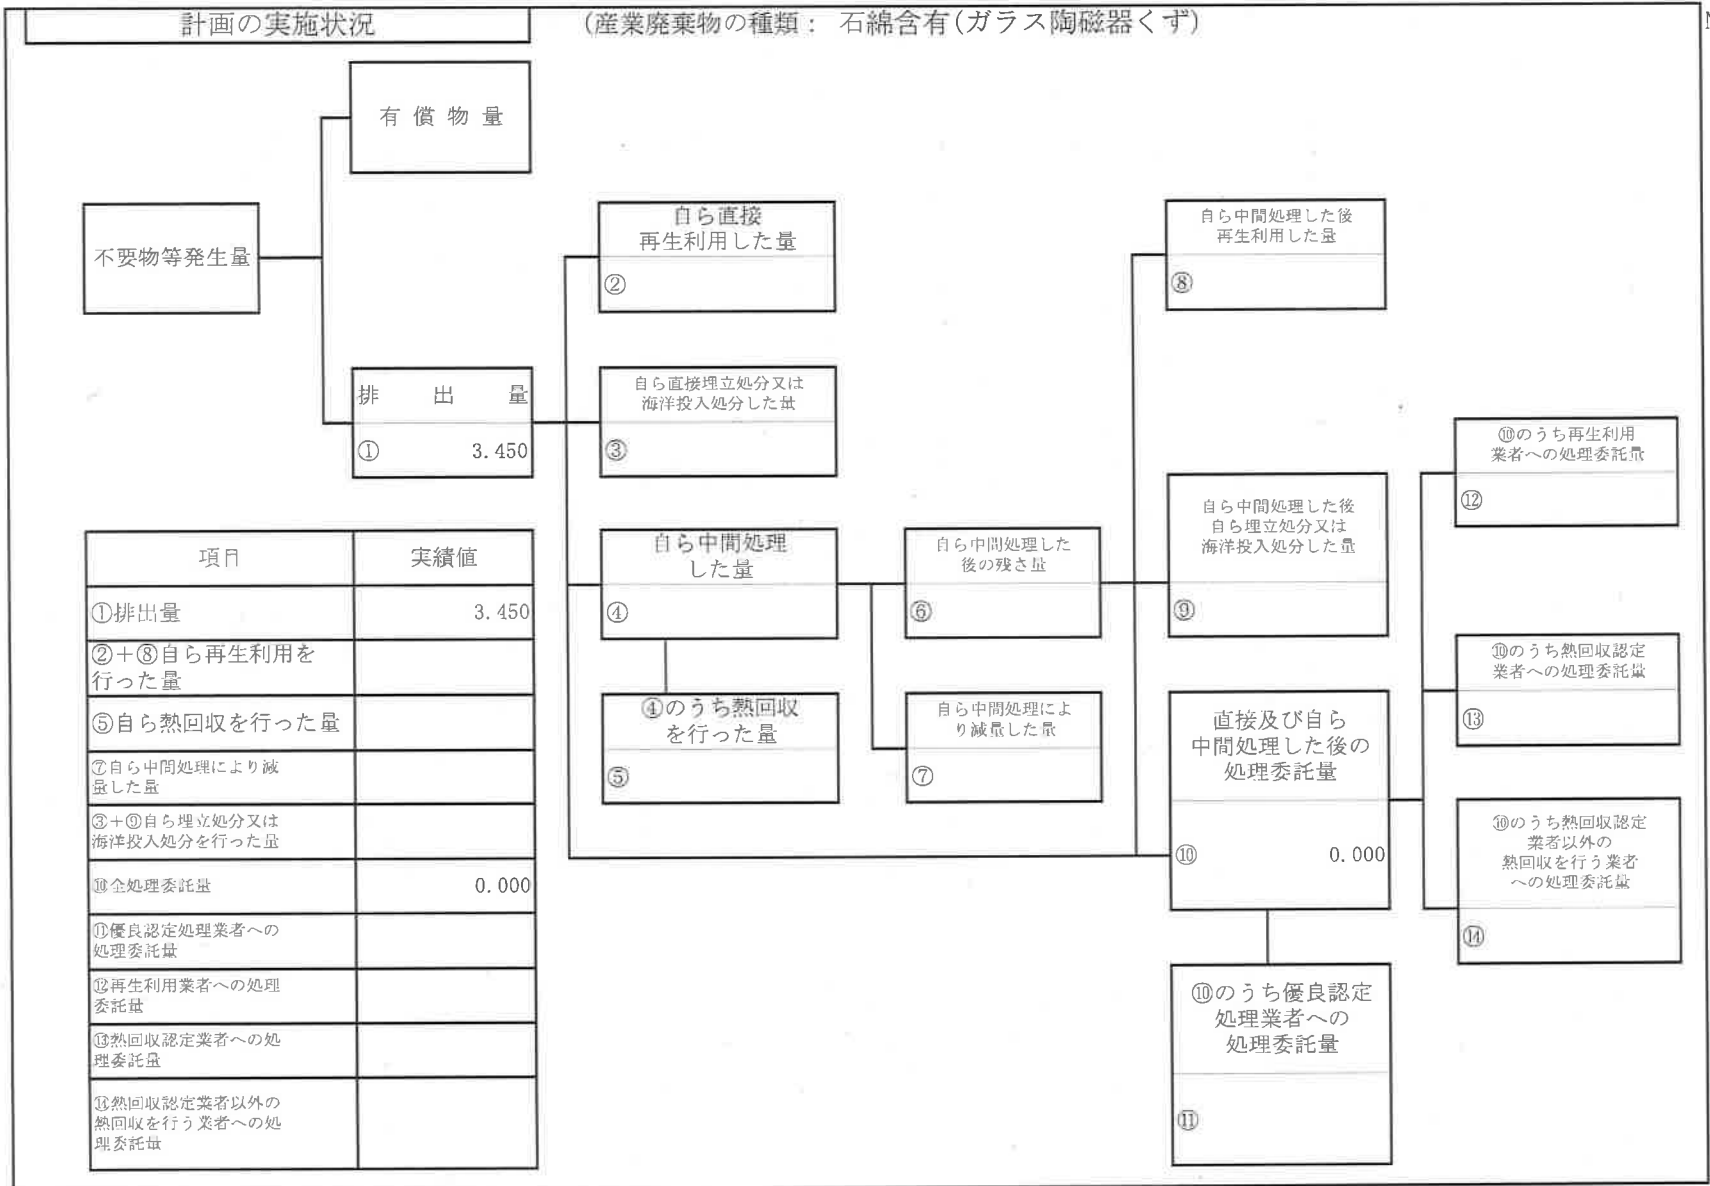 計画の実施状況
(産業廃棄物の種類： 石綿含有(ガラス陶磁器くず)
有償物量
不要物等発生量
排出量
① 3.450
自ら直接
再生利用した量
②
自ら直接埋立処分又は
海洋投入処分した量
③
自ら中間処理
した量
④
④のうち熱回収
を行った量
⑤
自ら中間処理した
後の残さ量
⑥
自ら中間処理によ
り減量した量
⑦
自ら中間処理した後
再生利用した量
⑧
自ら中間処理した後
自ら埋立処分又は
海洋投入処分した量
⑨
直接及び自ら
中間処理した後の
処理委託量
⑩ 0.000
⑩のうち優良認定
処理業者への
処理委託量
⑪
⑩のうち再生利用
業者への処理委託量
⑫
⑩のうち熱回収認定
業者への処理委託量
⑬
⑩のうち熱回収認定
業者以外の
熱回収を行う業者
への処理委託量
⑭
項目 実績値
①排出量 3.450
②＋⑧自ら再生利用を
行った量
⑤自ら熱回収を行った量
⑦自ら中間処理により減
量した量
③＋⑨自ら埋立処分又は
海洋投入処分を行った量
⑩全処理委託量 0.000
⑪優良認定処理業者への
処理委託量
⑫再生利用業者への処理
委託量
⑬熱回収認定業者への処
理委託量
⑭熱回収認定業者以外の
熱回収を行う業者への処
理委託量